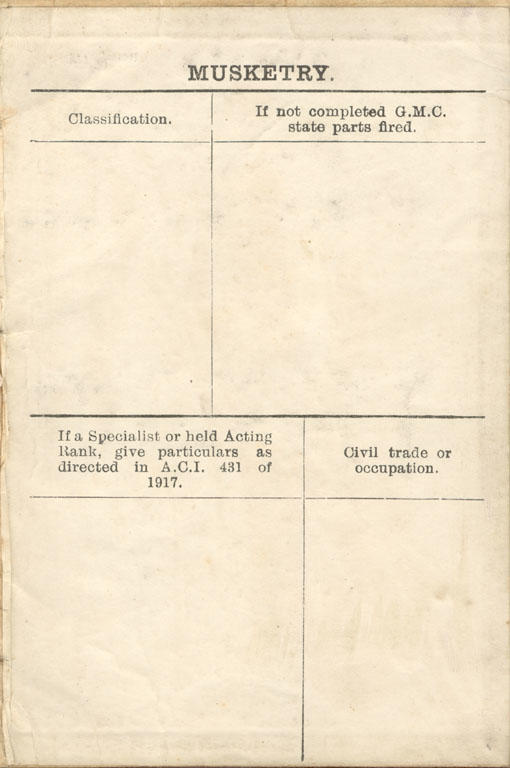 MUSKETRY.
Classification.
If not completed G.M.C.
state parts fired.
If a Specialist or held Acting
Rank, give particulars as
directed in A.C.I. 431 of
1917.
Civil trade or
occupation.